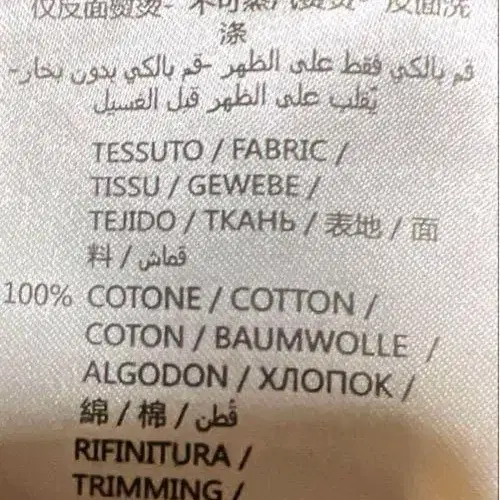 仅反面熨烫- 不可蒸汽熨烫- 反面洗
涤
قم بالكي فقط على الظهر -قم بالكي بدون بخار-
يُقلب على الظهر قبل الغسيل
TESSUTO / FABRIC /
TISSU / GEWEBE /
TEJIDO / ТКАНЬ / 表地 / 面
料 / قماش
100% COTONE / COTTON /
COTON / BAUMWOLLE /
ALGODON / ХЛОПОК /
綿 / 棉 / قُطن
RIFINITURA /
TRIMMING /